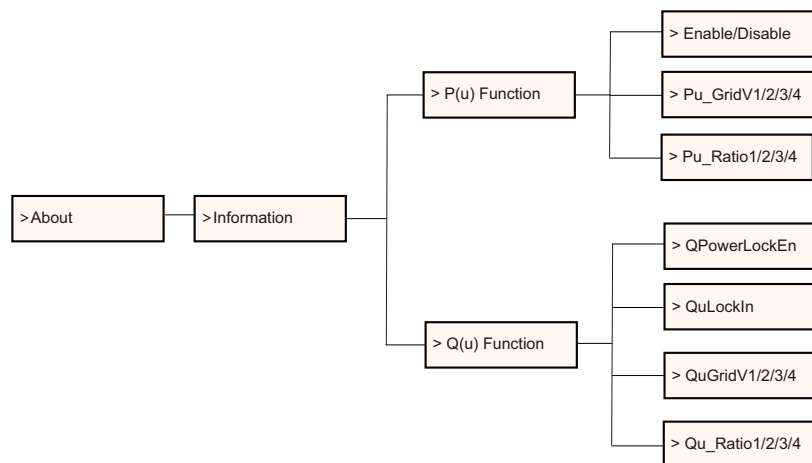 >About
>Information
> P(u) Function
> Enable/Disable
> Pu_GridV1/2/3/4
> Pu_Ratio1/2/3/4
> Q(u) Function
> QPowerLockEn
> QuLockIn
> QuGridV1/2/3/4
> Qu_Ratio1/2/3/4